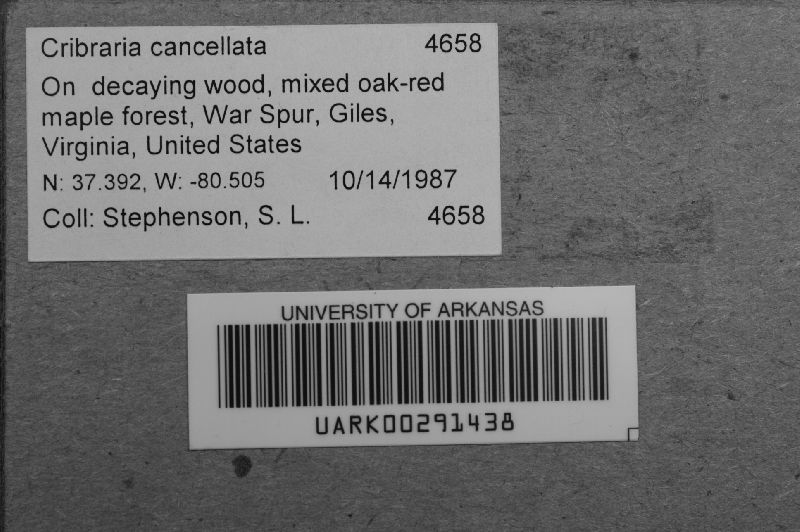 Cribraria cancellata 4658
On decaying wood, mixed oak-red
maple forest, War Spur, Giles,
Virginia, United States
N: 37.392, W: -80.505 10/14/1987
Coll: Stephenson, S. L. 4658
UNIVERSITY OF ARKANSAS
UARK00291438